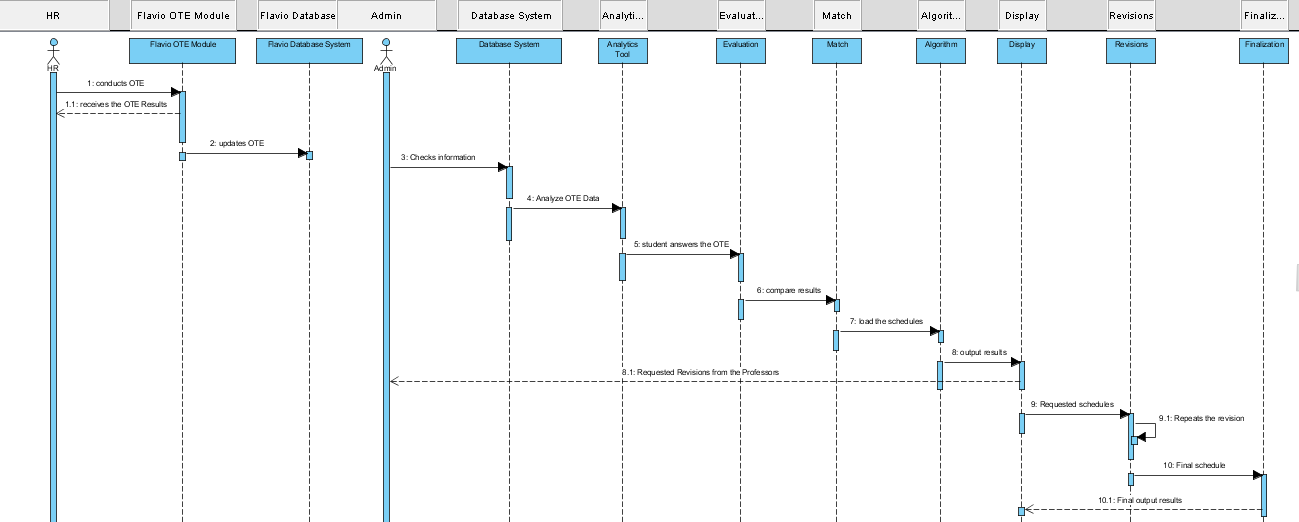 HR
Flavio OTE Module
Flavio Database
Admin
Database System
Analyti...
Evaluat...
Match
Algorit...
Display
Revisions
Finaliz...
Flavio OTE Module
Flavio Database System
Database System
Analytics
Tool
Evaluation
Match
Algorithm
Display
Revisions
Finalization
HR
Admin
1: conducts OTE
1.1: receives the OTE Results
2: updates OTE
3: Checks information
4: Analyze OTE Data
5: student answers the OTE
6: compare results
7: load the schedules
8: output results
8.1: Requested Revisions from the Professors
9: Requested schedules
9.1: Repeats the revision
10: Final schedule
10.1: Final output results